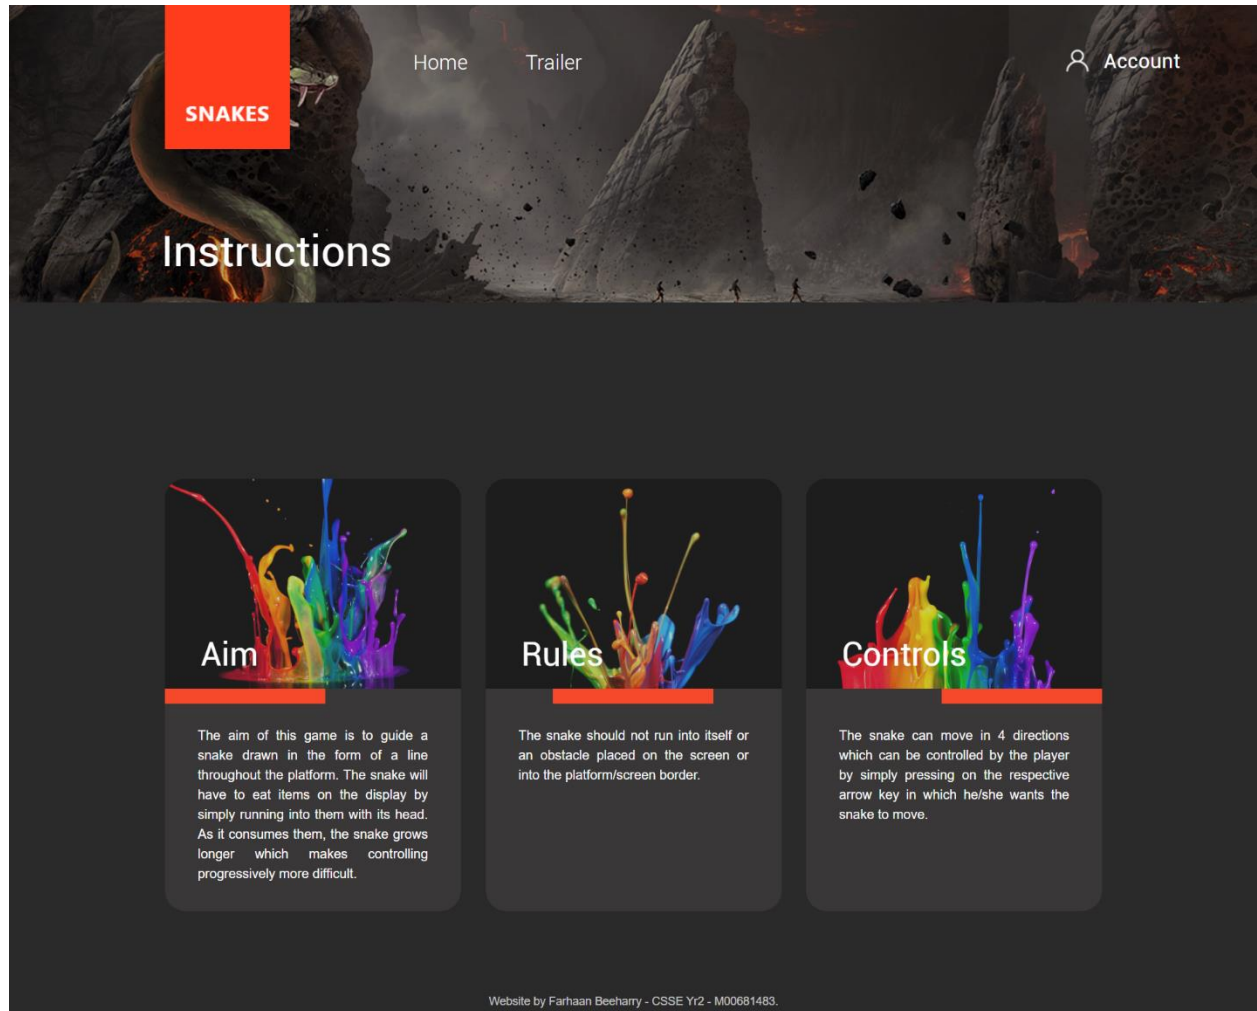 SNAKES
Home
Trailer
Account
Instructions
Aim
The aim of this game is to guide a
snake drawn in the form of a line
throughout the platform. The snake will
have to eat items on the display by
simply running into them with its head.
As it consumes them, the snake grows
longer which makes controlling
progressively more difficult.
Rules
The snake should not run into itself or
an obstacle placed on the screen or
into the platform/screen border.
Controls
The snake can move in 4 directions
which can be controlled by the player
by simply pressing on the respective
arrow key in which he/she wants the
snake to move.
Website by Farhaan Beeharry - CSSE Yr2 - M00681483.